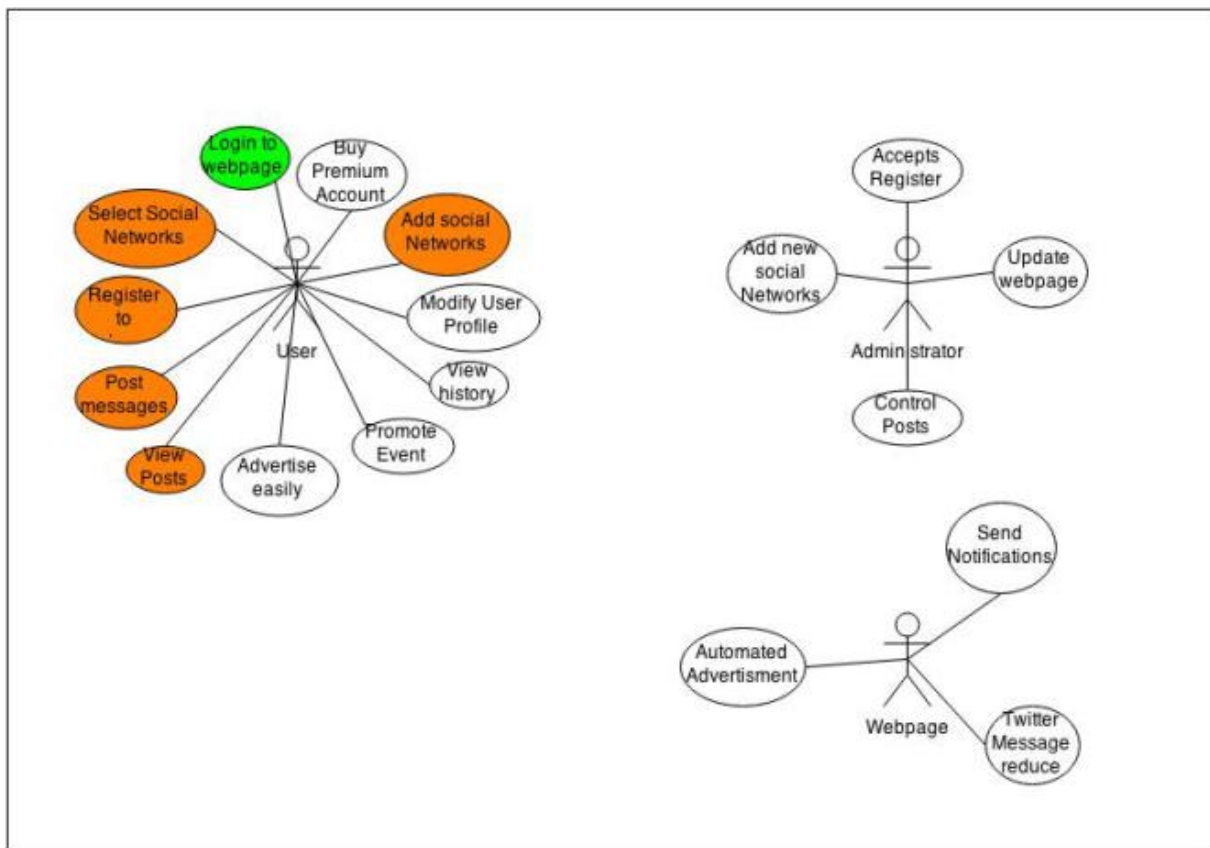 Login to
webpage
Buy
Premium
Account
Select Social
Networks
Add social
Networks
Register
to
Modify User
Profile
User
View
history
Post
messages
Promote
Event
View
Posts
Advertise
easily
Accepts
Register
Add new
social
Networks
Update
webpage
Administrator
Control
Posts
Send
Notifications
Automated
Advertisment
Webpage
Twitter
Message
reduce